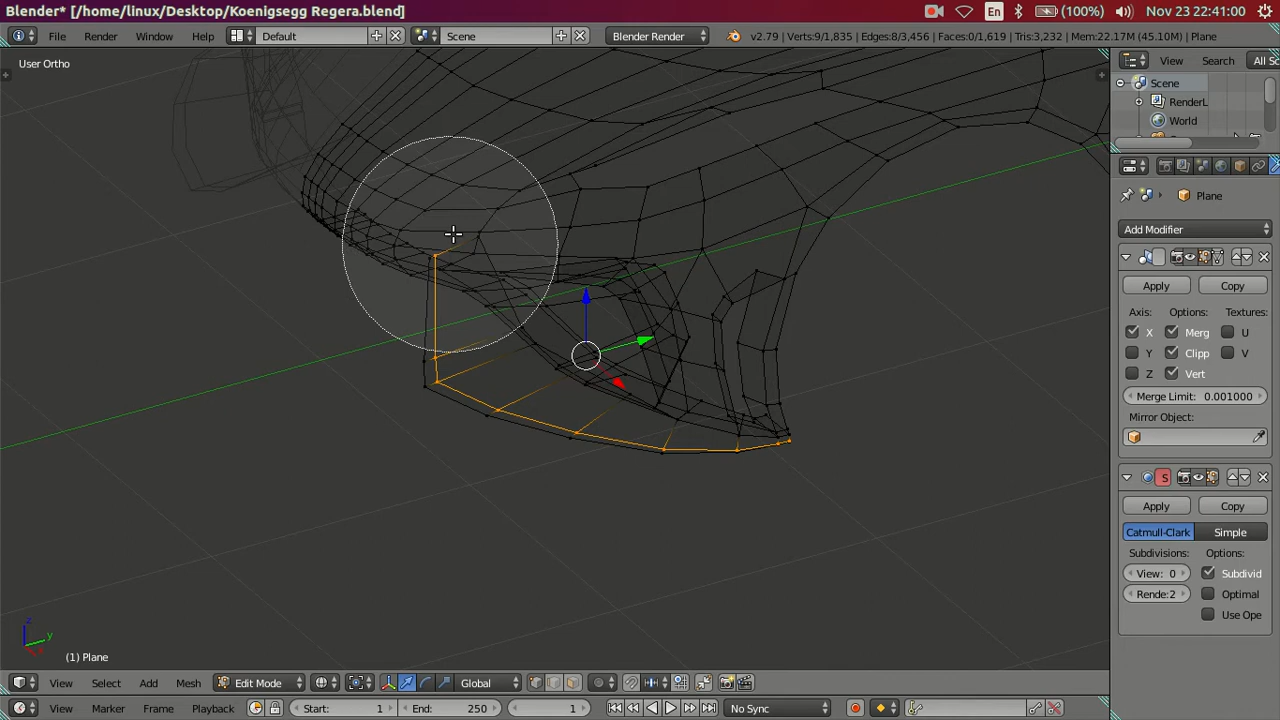 Blender* [/home/linux/Desktop/Koenigsegg Regera.blend]
En
(100%)
Nov 23 22:41:00
File Render Window Help Default Scene Blender Render v2.79 | Verts:9/1,835 | Edges:8/3,456 | Faces:0/1,619 | Tris:3,232 | Mem:22.17M (45.10M) | Plane
View Search All Sc
User Ortho
Scene
RenderL
World
Plane
Add Modifier
Apply Copy
Axis: Options: Textures:
X Merg U
Y Clipp V
Z Vert
Merge Limit: 0.001000
Mirror Object:
S
Apply Copy
Catmull-Clark Simple
Subdivisions: Options:
View: 0 Subdivid
Rende:2 Optimal
Use Ope
z
y
(1) Plane
View Select Add Mesh Edit Mode Global
View Marker Frame Playback Start: 1 End: 250 1 No Sync